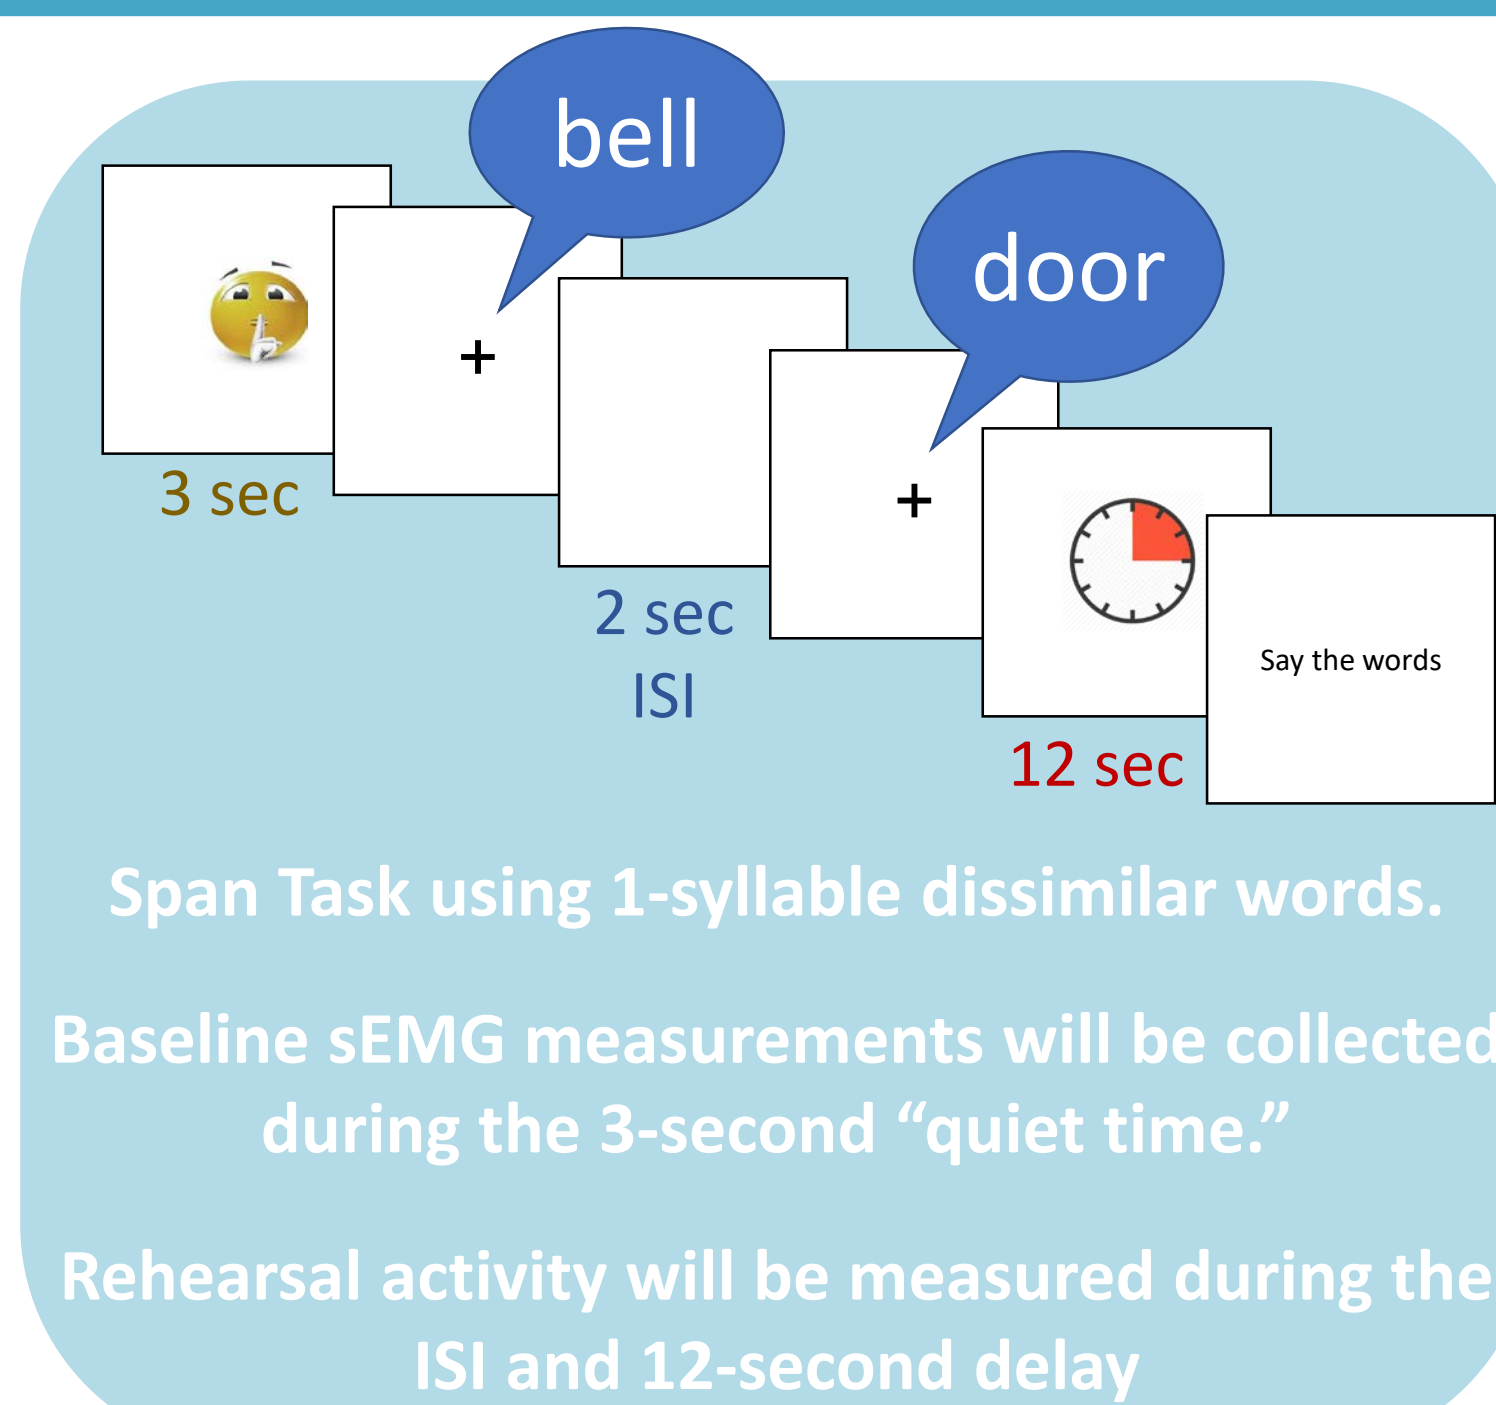 bell
door
+
+
3 sec
2 sec
ISI
Say the words
12 sec
Span Task using 1-syllable dissimilar words.
Baseline sEMG measurements will be collected
during the 3-second “quiet time.”
Rehearsal activity will be measured during the
ISI and 12-second delay